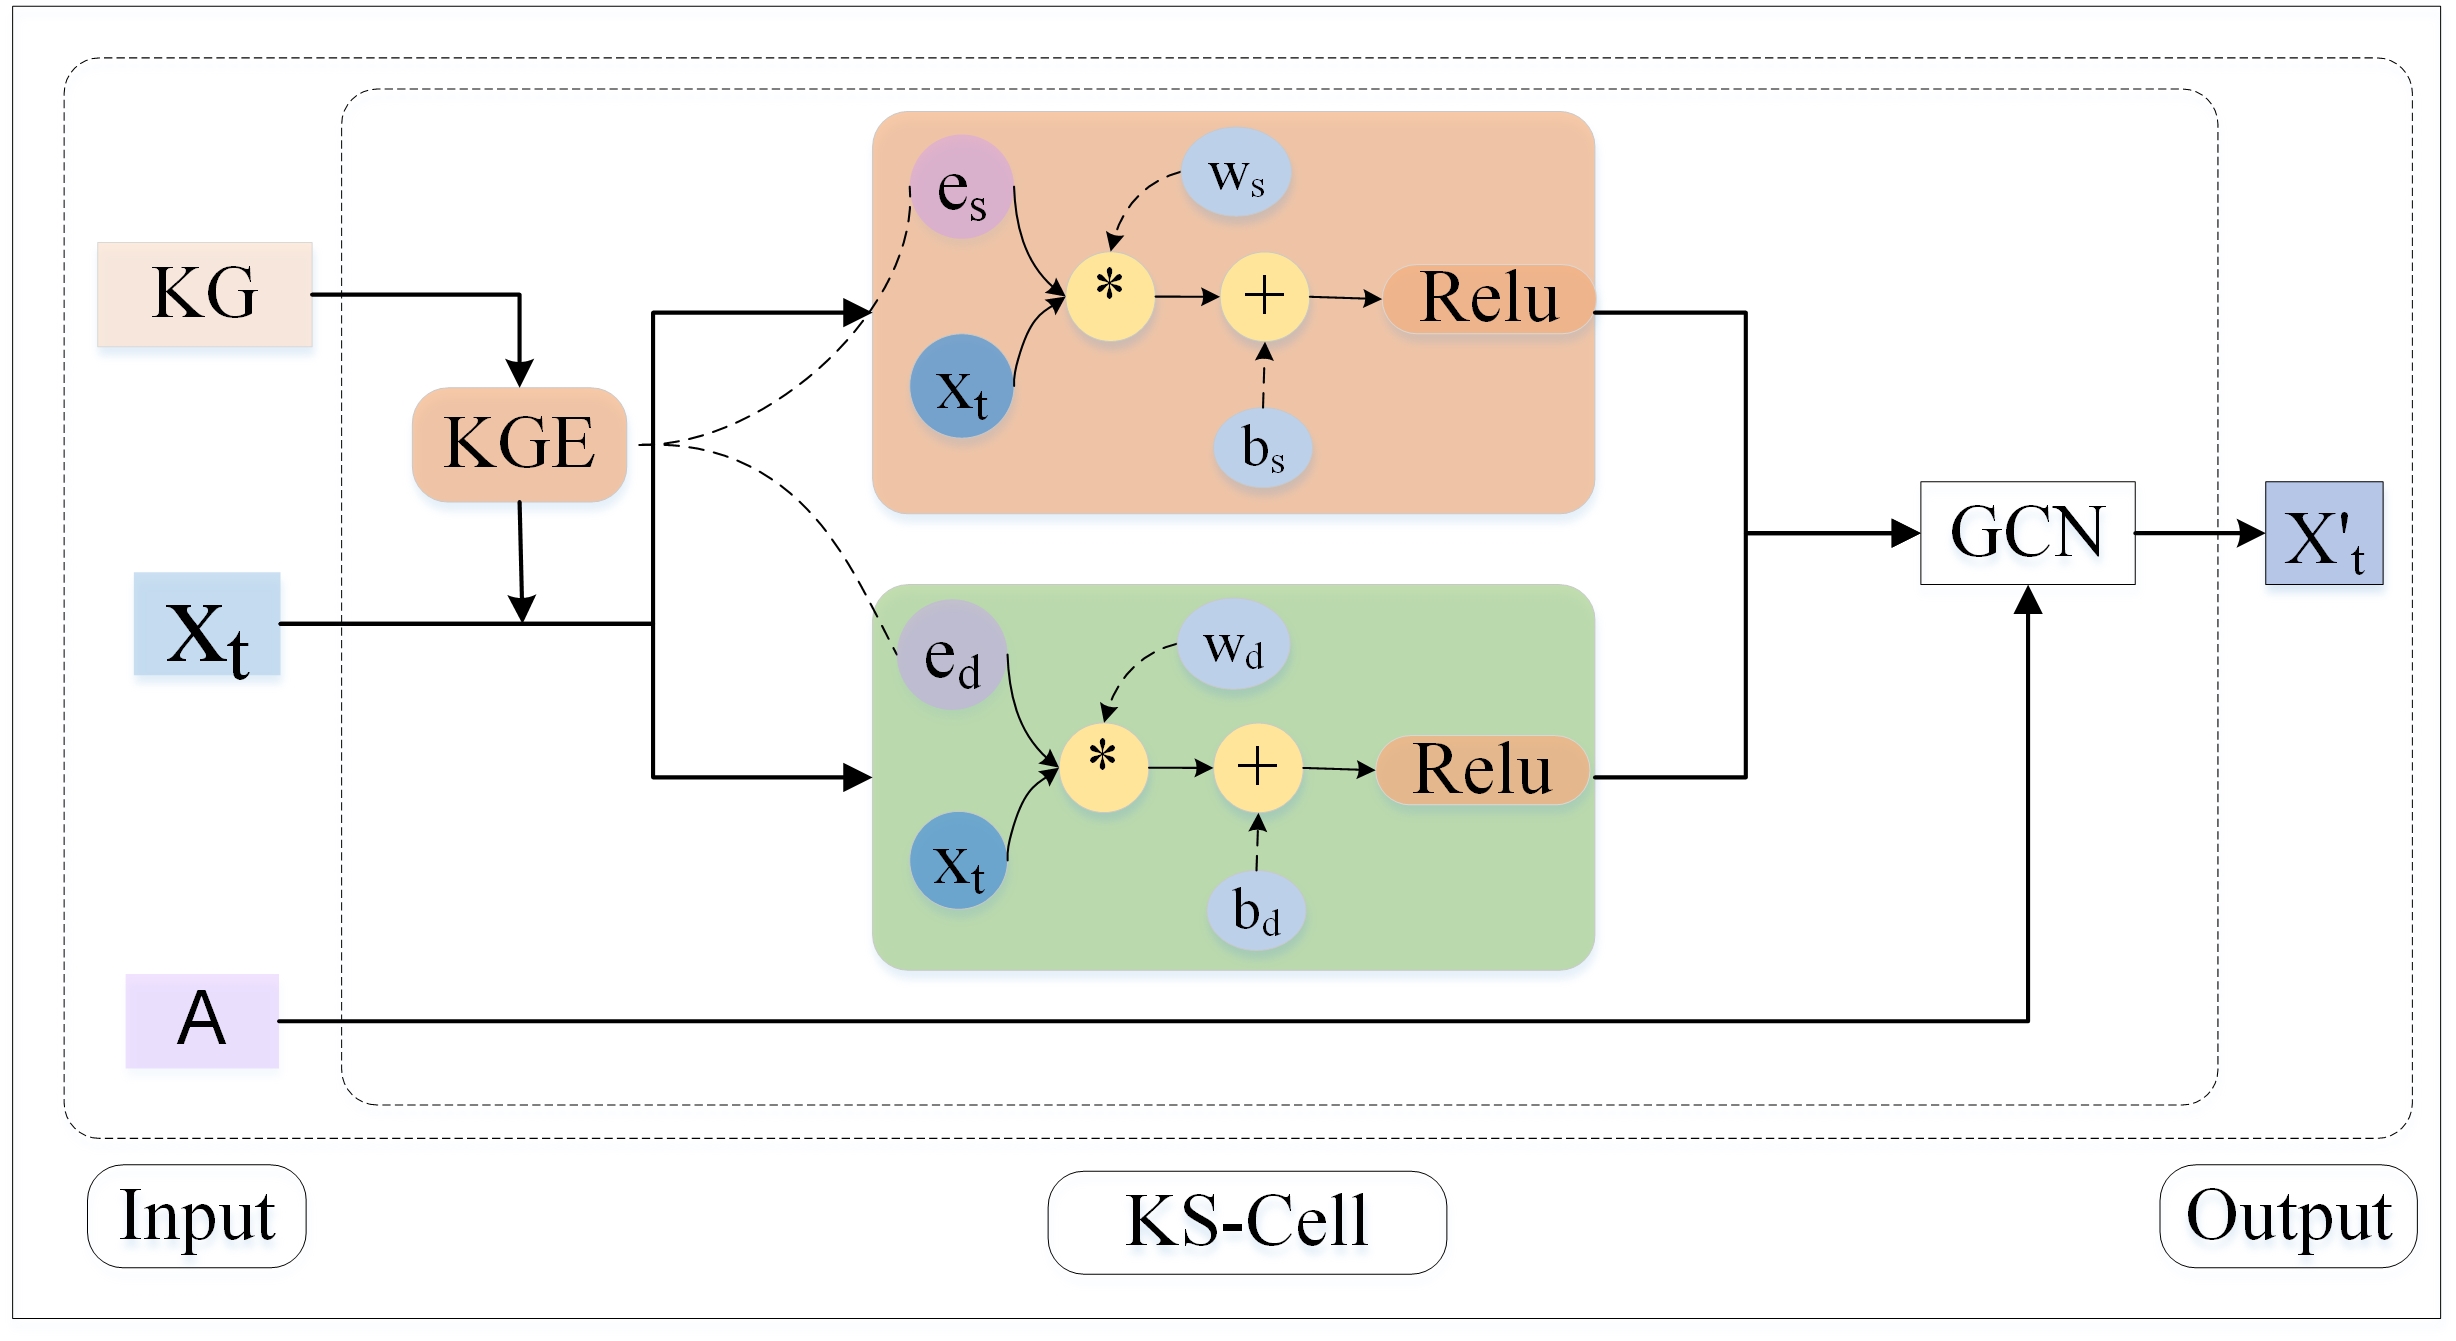 KG
KGE
X_t
A
e_s
w_s
*
+
Relu
x_t
b_s
e_d
w_d
*
+
Relu
x_t
b_d
GCN
X'_t
Input
KS-Cell
Output